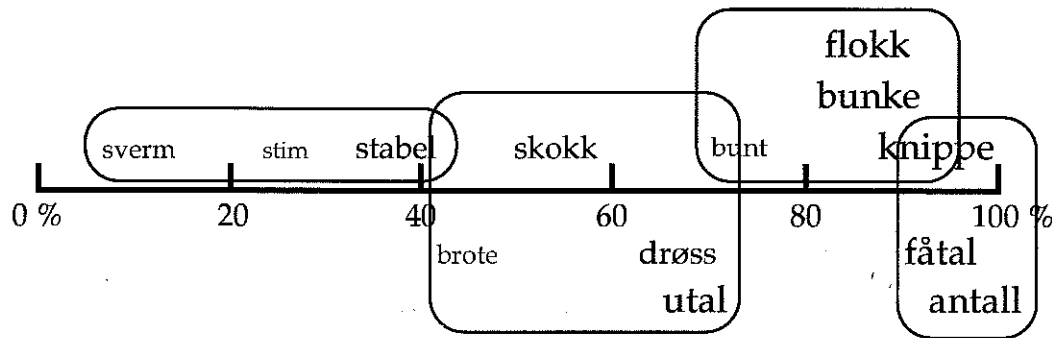 flokk
bunke
sverm stim stabel skokk bunt knippe
0 % 20 40 60 80 100 %
brote drøss fåtal
utal antall